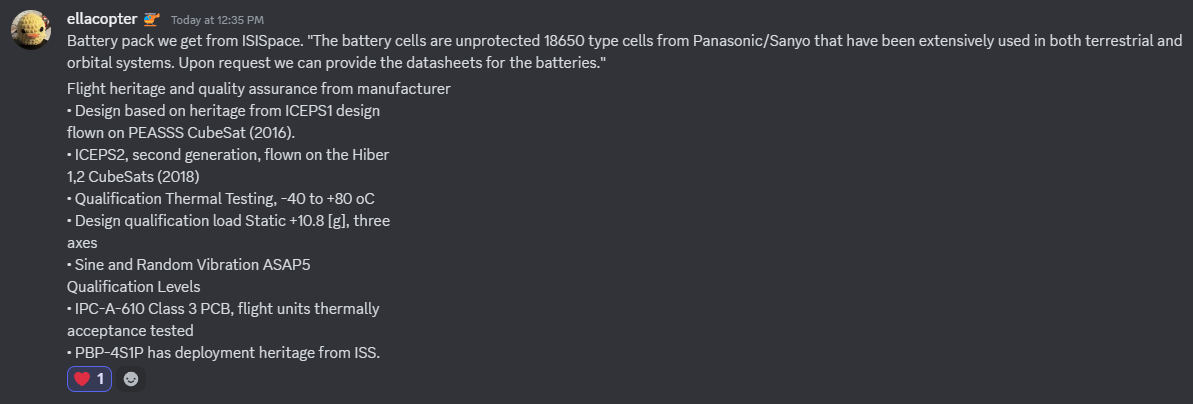 ellacopter 🚁 Today at 12:35 PM
Battery pack we get from ISISpace. "The battery cells are unprotected 18650 type cells from Panasonic/Sanyo that have been extensively used in both terrestrial and
orbital systems. Upon request we can provide the datasheets for the batteries."
Flight heritage and quality assurance from manufacturer
• Design based on heritage from ICEPS1 design
flown on PEASSS CubeSat (2016).
• ICEPS2, second generation, flown on the Hiber
1,2 CubeSats (2018)
• Qualification Thermal Testing, -40 to +80 oC
• Design qualification load Static +10.8 [g], three
axes
• Sine and Random Vibration ASAP5
Qualification Levels
• IPC-A-610 Class 3 PCB, flight units thermally
acceptance tested
• PBP-4S1P has deployment heritage from ISS.
❤️ 1